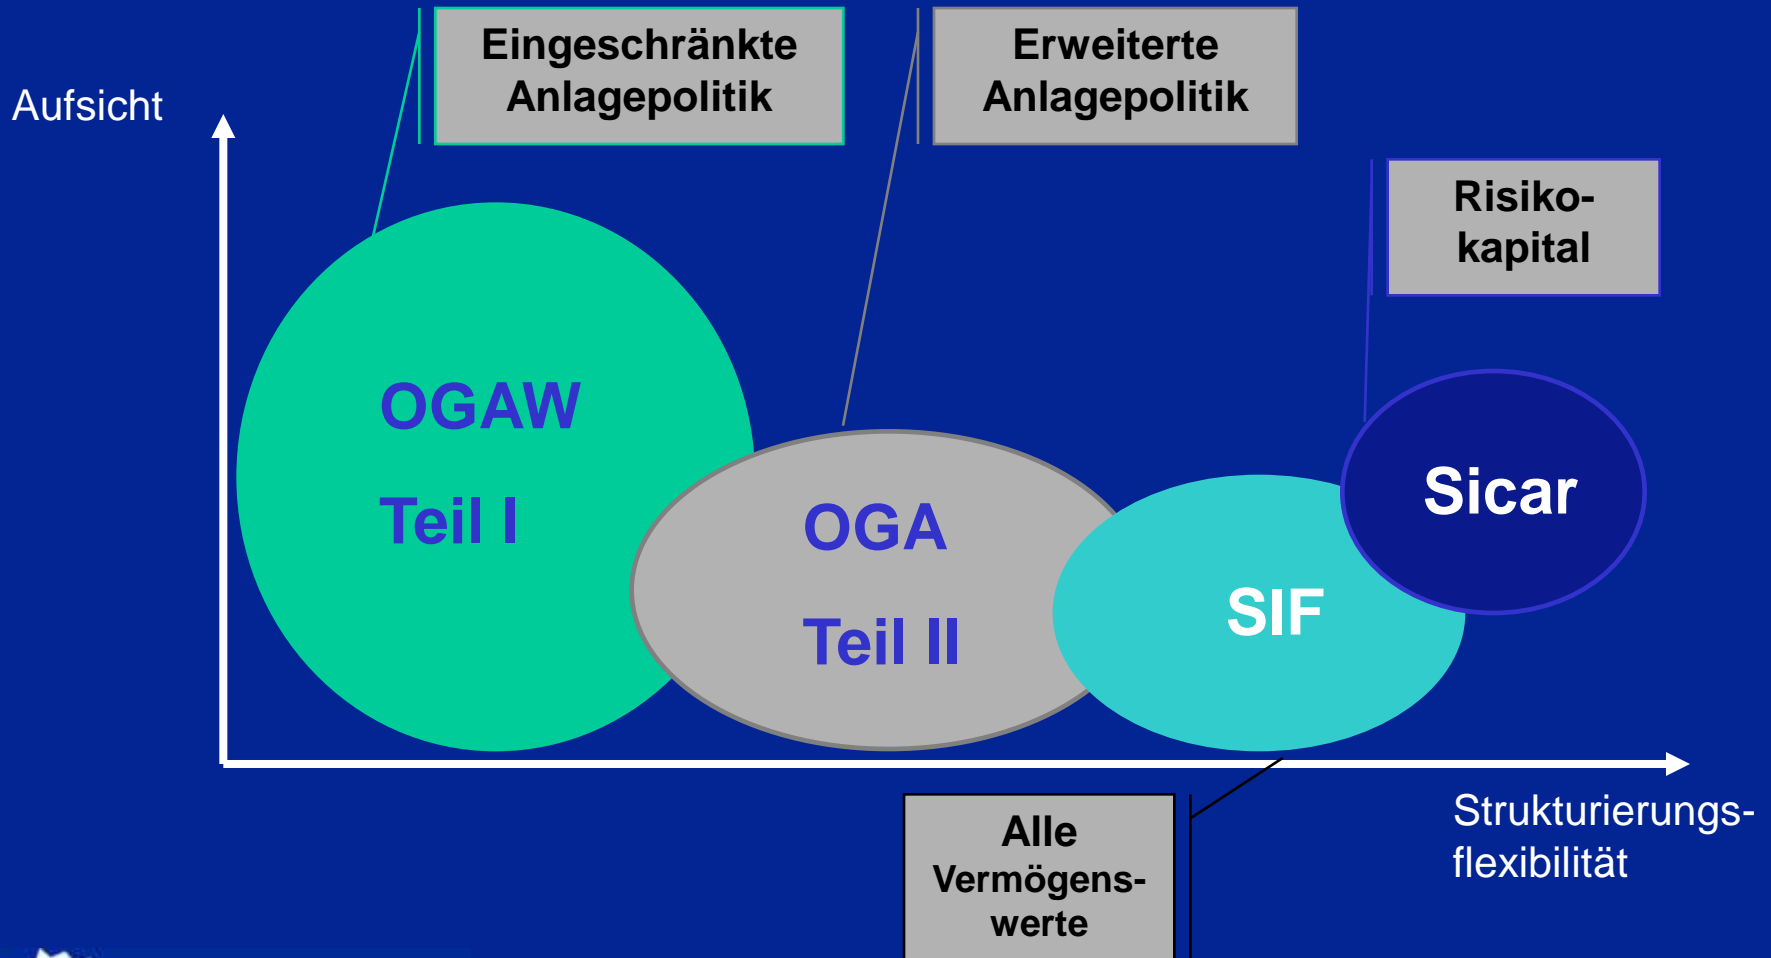 Eingeschränkte
Anlagepolitik
Erweiterte
Anlagepolitik
Aufsicht
Risiko-
kapital
OGAW
Teil I
OGA
Teil II
SIF
Sicar
Strukturierungs-
flexibilität
Alle
Vermögens-
werte